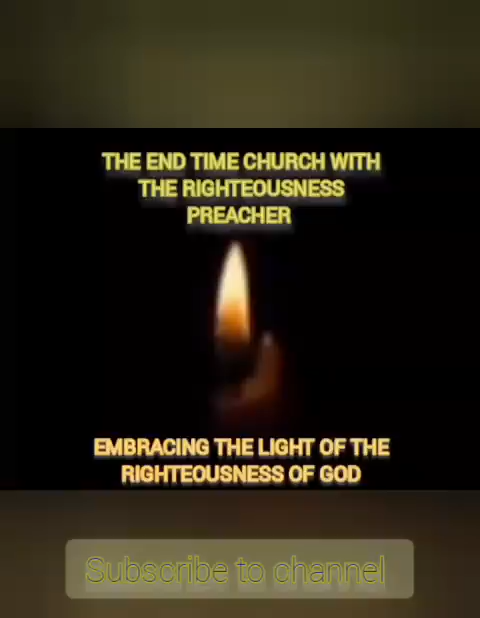 THE END TIME CHURCH WITH
THE RIGHTEOUSNESS
PREACHER
EMBRACING THE LIGHT OF THE
RIGHTEOUSNESS OF GOD
Subscribe to channel